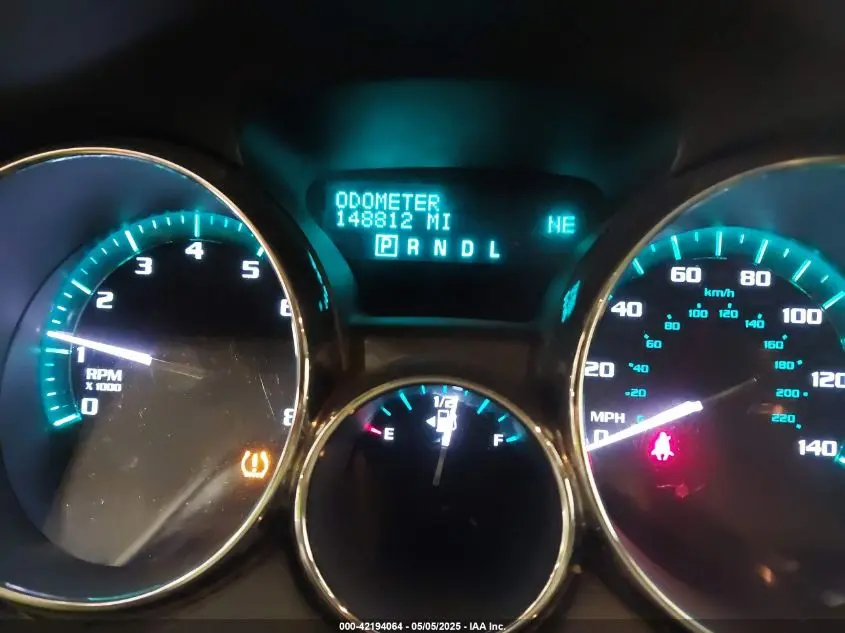 ODOMETER
148812 MI
NE
P R N D L
0 1 2 3 4 5 6 8
RPM
X 1000
E 1/2 F
0 20 40 60 80 100 120 140
MPH
km/h
20 40 60 80 100 120 140 160 180 200 220
000-42194064 - 05/05/2025 - IAA Inc.